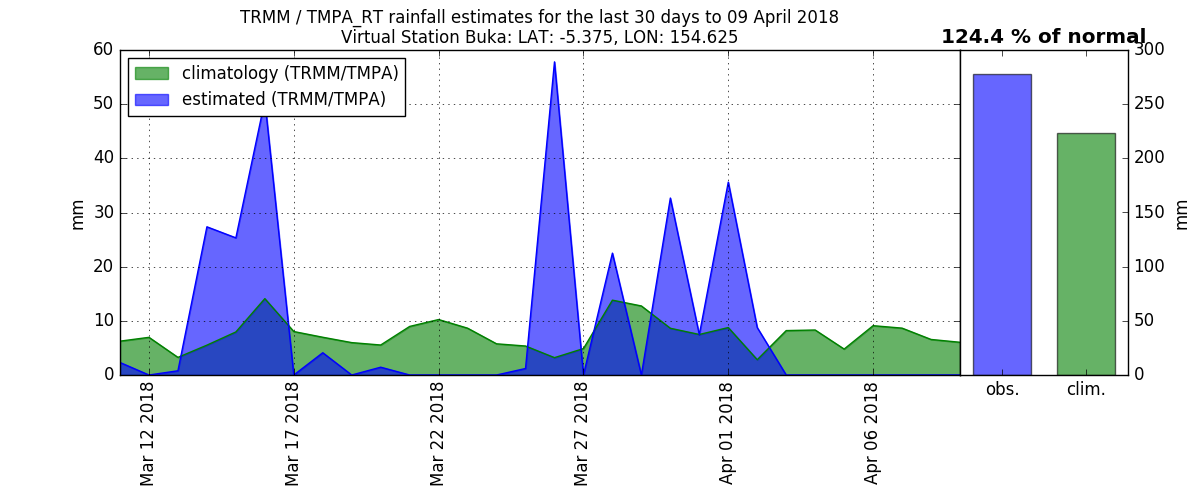 TRMM / TMPA_RT rainfall estimates for the last 30 days to 09 April 2018
Virtual Station Buka: LAT: -5.375, LON: 154.625
124.4 % of normal
climatology (TRMM/TMPA)
estimated (TRMM/TMPA)
60
50
40
30
20
10
0
mm
Mar 12 2018
Mar 17 2018
Mar 22 2018
Mar 27 2018
Apr 01 2018
Apr 06 2018
obs.
clim.
300
250
200
150
100
50
0
mm